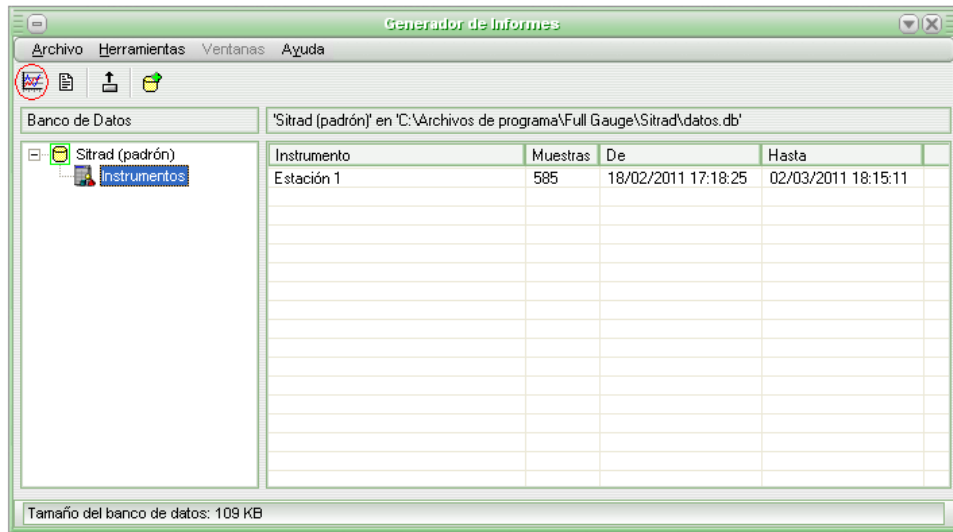 Generador de Informes
Archivo Herramientas Ventanas Ayuda
Banco de Datos
'Sitrad (padrón)' en 'C:\Archivos de programa\Full Gauge\Sitrad\datos.db'
Sitrad (padrón)
Instrumentos
Instrumento Muestras De Hasta
Estación 1 585 18/02/2011 17:18:25 02/03/2011 18:15:11
Tamaño del banco de datos: 109 KB